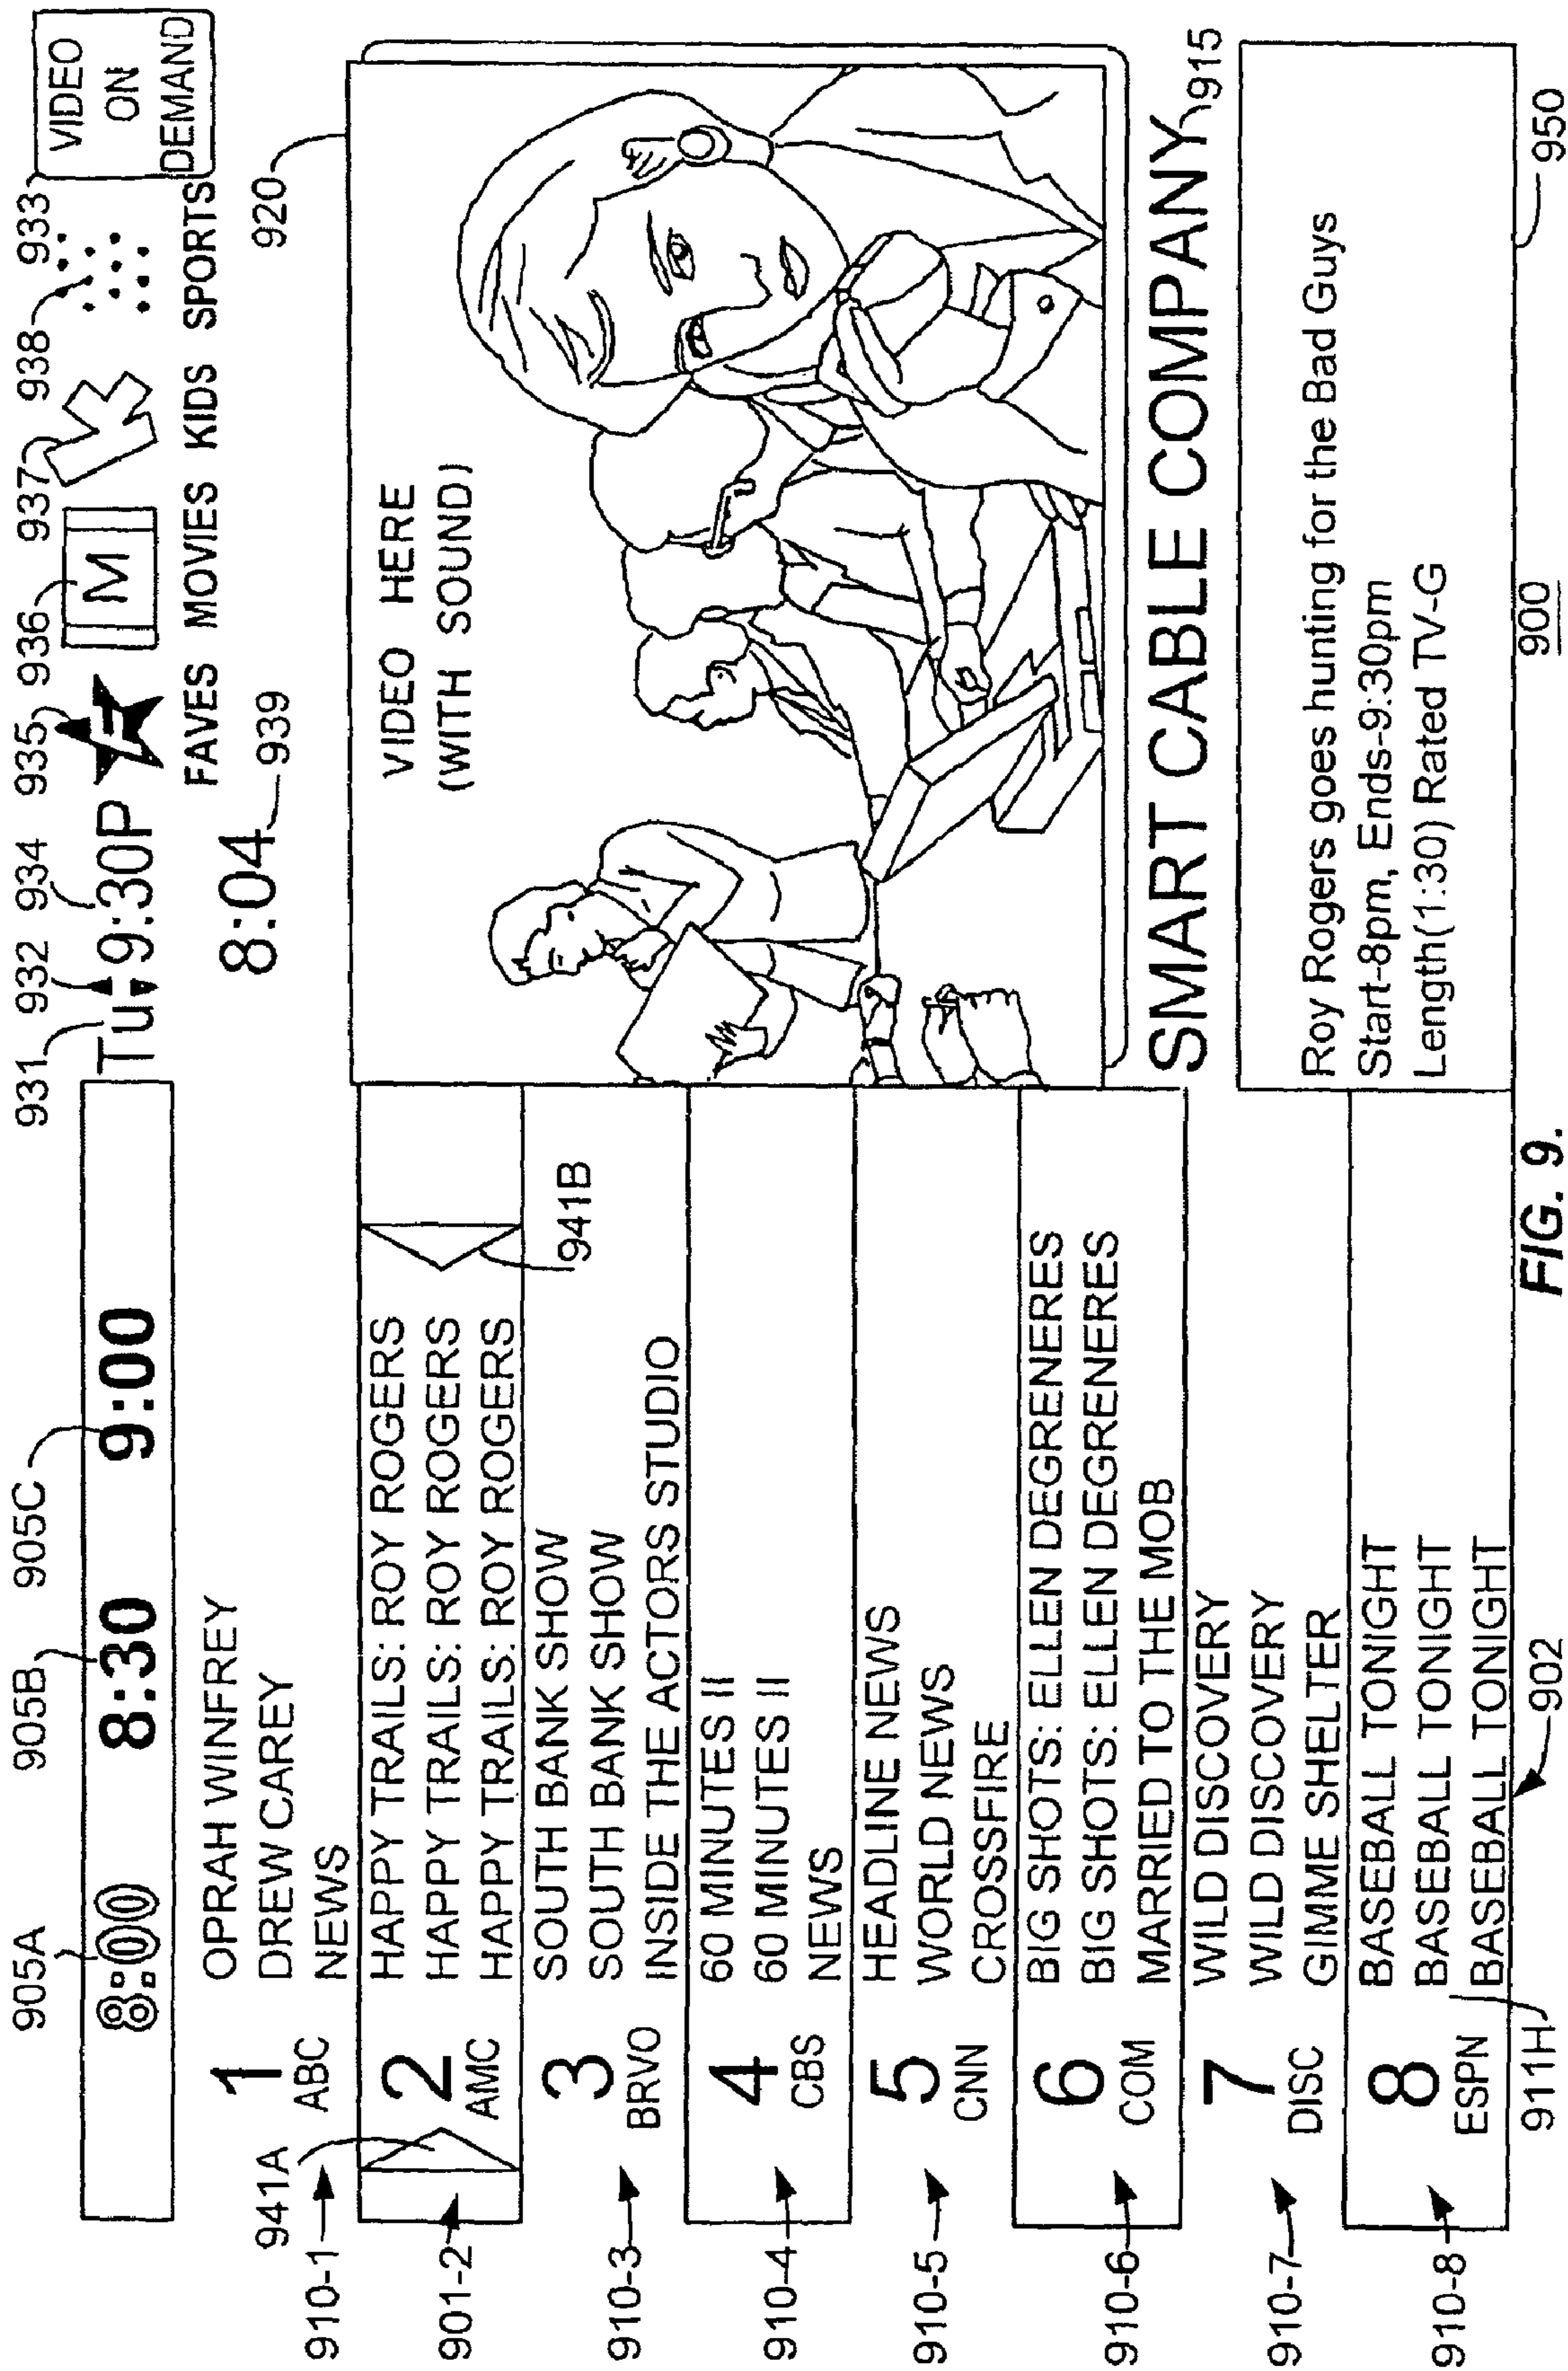 905A 905B 905C 931 932 934 935 936 937 938 933
8:00 8:30 9:00
Tu 9:30P
F
M
K
VIDEO
ON
DEMAND
FAVES MOVIES KIDS SPORTS
8:04 939
920
941A
910-1
1
ABC
OPRAH WINFREY
DREW CAREY
NEWS
901-2
2
AMC
HAPPY TRAILS: ROY ROGERS
HAPPY TRAILS: ROY ROGERS
HAPPY TRAILS: ROY ROGERS
941B
910-3
3
BRVO
SOUTH BANK SHOW
SOUTH BANK SHOW
INSIDE THE ACTORS STUDIO
910-4
4
CBS
60 MINUTES II
60 MINUTES II
NEWS
910-5
5
CNN
HEADLINE NEWS
WORLD NEWS
CROSSFIRE
910-6
6
COM
BIG SHOTS: ELLEN DEGRENERES
BIG SHOTS: ELLEN DEGRENERES
MARRIED TO THE MOB
910-7
7
DISC
WILD DISCOVERY
WILD DISCOVERY
GIMME SHELTER
910-8
8
ESPN
BASEBALL TONIGHT
BASEBALL TONIGHT
BASEBALL TONIGHT
911H
902
VIDEO HERE
(WITH SOUND)
SMART CABLE COMPANY 915
Roy Rogers goes hunting for the Bad Guys
Start-8pm, Ends-9:30pm
Length(1:30) Rated TV-G
950
900
FIG. 9.